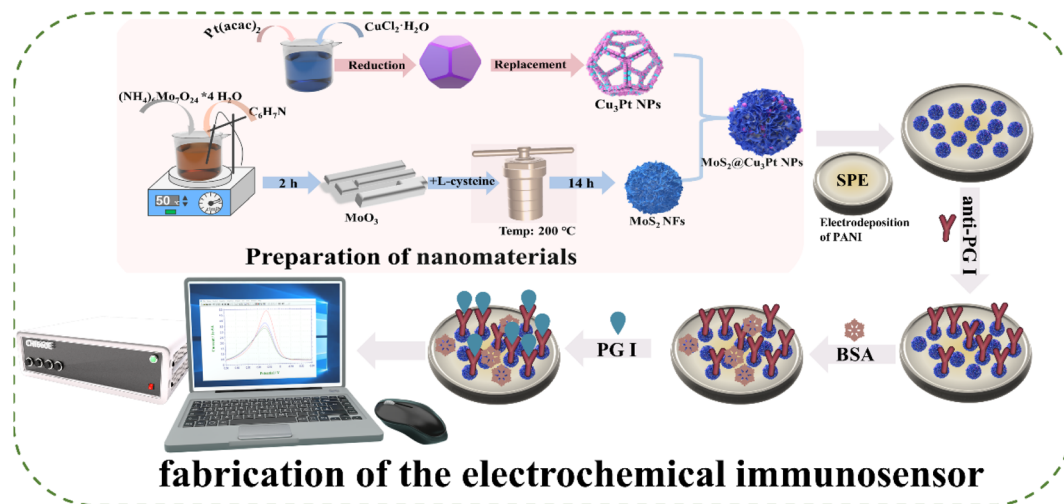 Pt(acac)2
CuCl2·H2O
Reduction
Replacement
Cu3Pt NPs
(NH4)6Mo7O24 *4 H2O
C6H7N
50 ℃
2 h
MoO3
+L-cysteine
Temp: 200 ℃
14 h
MoS2 NFs
MoS2@Cu3Pt NPs
Preparation of nanomaterials
SPE
Electrodeposition
of PANI
anti-PG I
BSA
PG I
fabrication of the electrochemical immunosensor